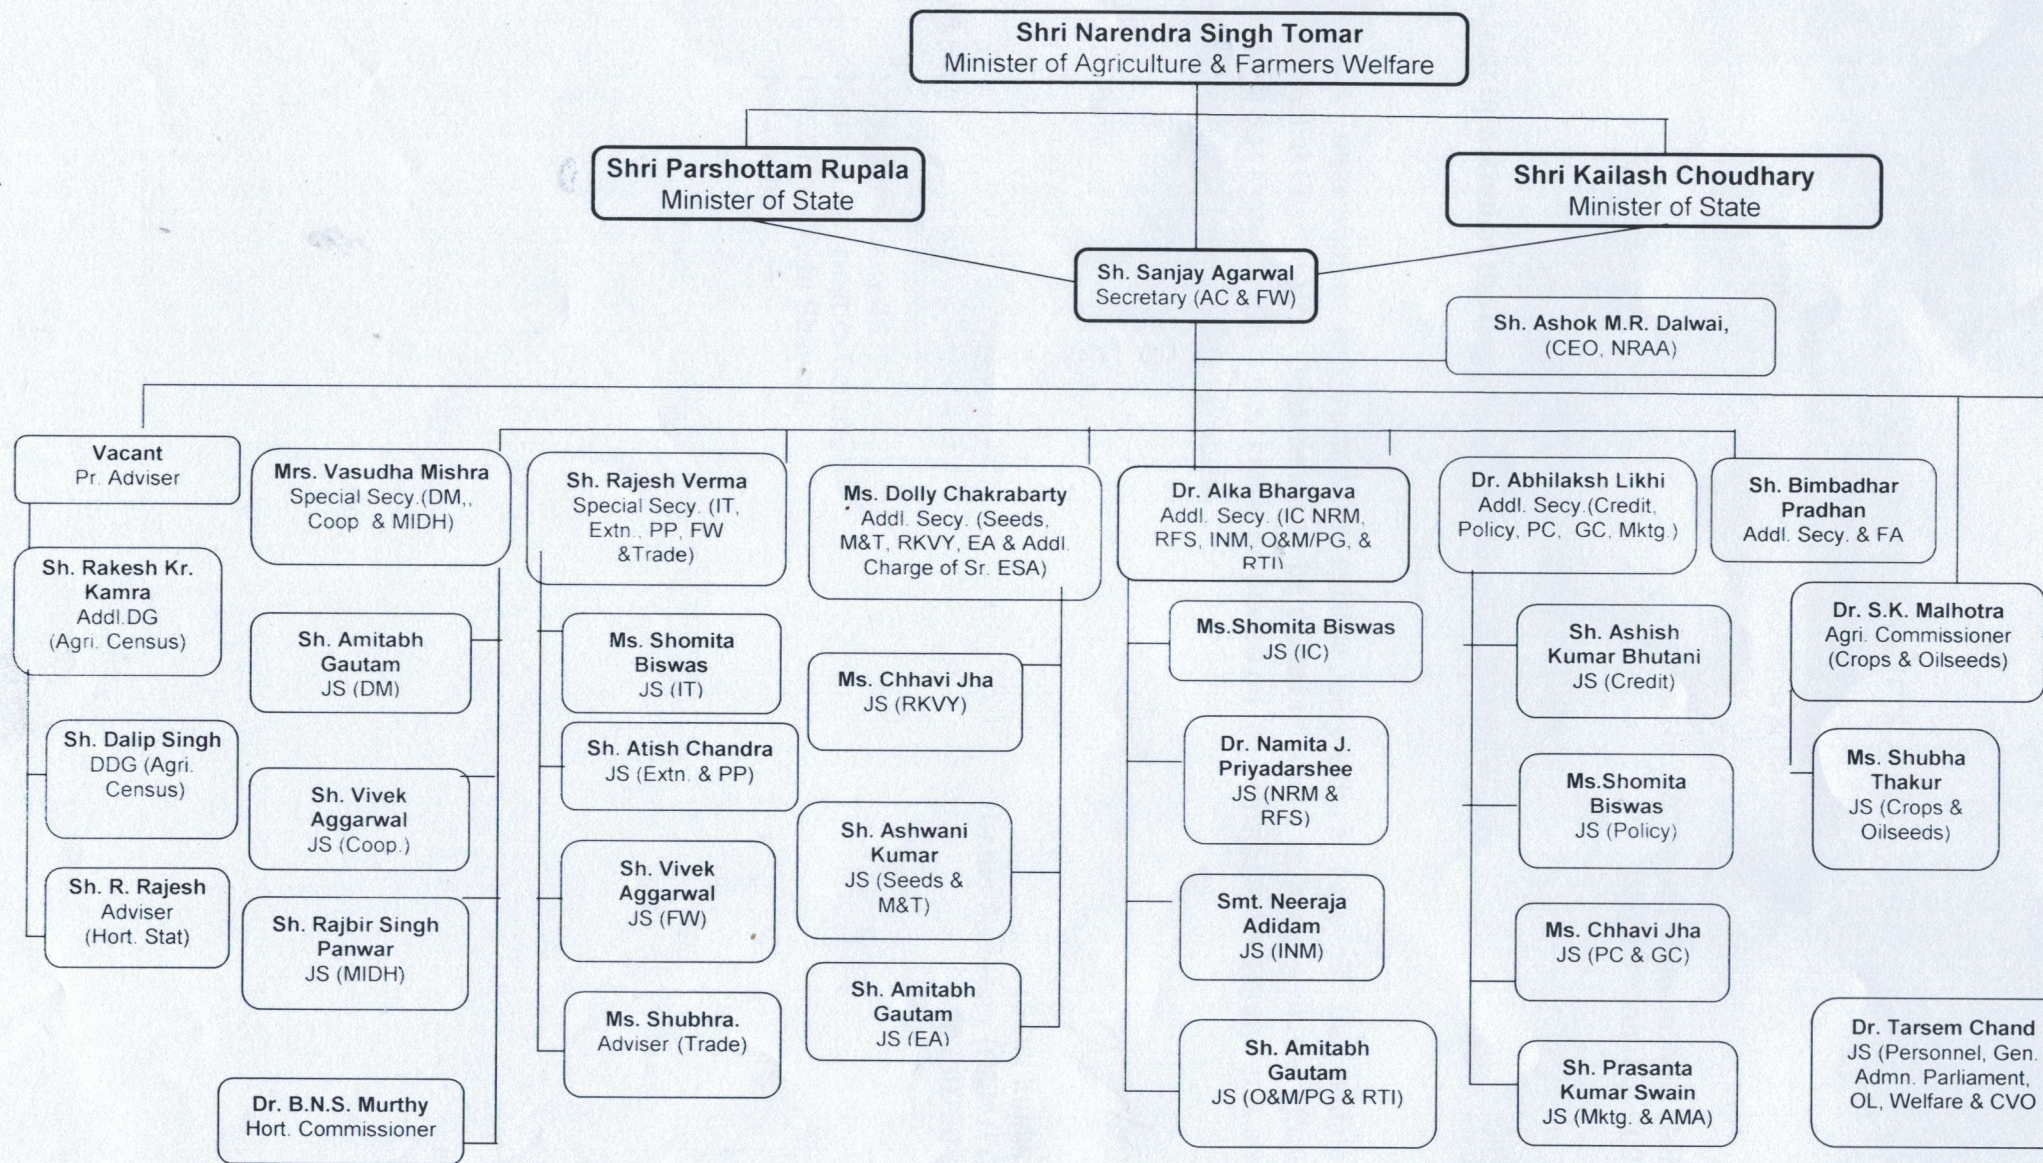 Shri Narendra Singh Tomar
Minister of Agriculture & Farmers Welfare
Shri Parshottam Rupala
Minister of State
Shri Kailash Choudhary
Minister of State
Sh. Sanjay Agarwal
Secretary (AC & FW)
Sh. Ashok M.R. Dalwai,
(CEO, NRAA)
Vacant
Pr. Adviser
Sh. Rakesh Kr.
Kamra
Addl.DG
(Agri. Census)
Sh. Dalip Singh
DDG (Agri.
Census)
Sh. R. Rajesh
Adviser
(Hort. Stat)
Mrs. Vasudha Mishra
Special Secy.(DM,,
Coop & MIDH)
Sh. Amitabh
Gautam
JS (DM)
Sh. Vivek
Aggarwal
JS (Coop.)
Sh. Rajbir Singh
Panwar
JS (MIDH)
Dr. B.N.S. Murthy
Hort. Commissioner
Sh. Rajesh Verma
Special Secy. (IT,
Extn., PP, FW
&Trade)
Ms. Shomita
Biswas
JS (IT)
Sh. Atish Chandra
JS (Extn. & PP)
Sh. Vivek
Aggarwal
JS (FW)
Ms. Shubhra.
Adviser (Trade)
Ms. Dolly Chakrabarty
Addl. Secy. (Seeds,
M&T, RKVY, EA & Addl.
Charge of Sr. ESA)
Ms. Chhavi Jha
JS (RKVY)
Sh. Ashwani
Kumar
JS (Seeds &
M&T)
Sh. Amitabh
Gautam
JS (EA)
Dr. Alka Bhargava
Addl. Secy. (IC NRM,
RFS, INM, O&M/PG, &
RTI)
Ms.Shomita Biswas
JS (IC)
Dr. Namita J.
Priyadarshee
JS (NRM &
RFS)
Smt. Neeraja
Adidam
JS (INM)
Sh. Amitabh
Gautam
JS (O&M/PG & RTI)
Dr. Abhilaksh Likhi
Addl. Secy.(Credit,
Policy, PC, GC, Mktg.)
Sh. Ashish
Kumar Bhutani
JS (Credit)
Ms.Shomita
Biswas
JS (Policy)
Ms. Chhavi Jha
JS (PC & GC)
Sh. Prasanta
Kumar Swain
JS (Mktg. & AMA)
Sh. Bimbadhar
Pradhan
Addl. Secy. & FA
Dr. S.K. Malhotra
Agri. Commissioner
(Crops & Oilseeds)
Ms. Shubha
Thakur
JS (Crops &
Oilseeds)
Dr. Tarsem Chand
JS (Personnel, Gen.
Admn. Parliament,
OL, Welfare & CVO